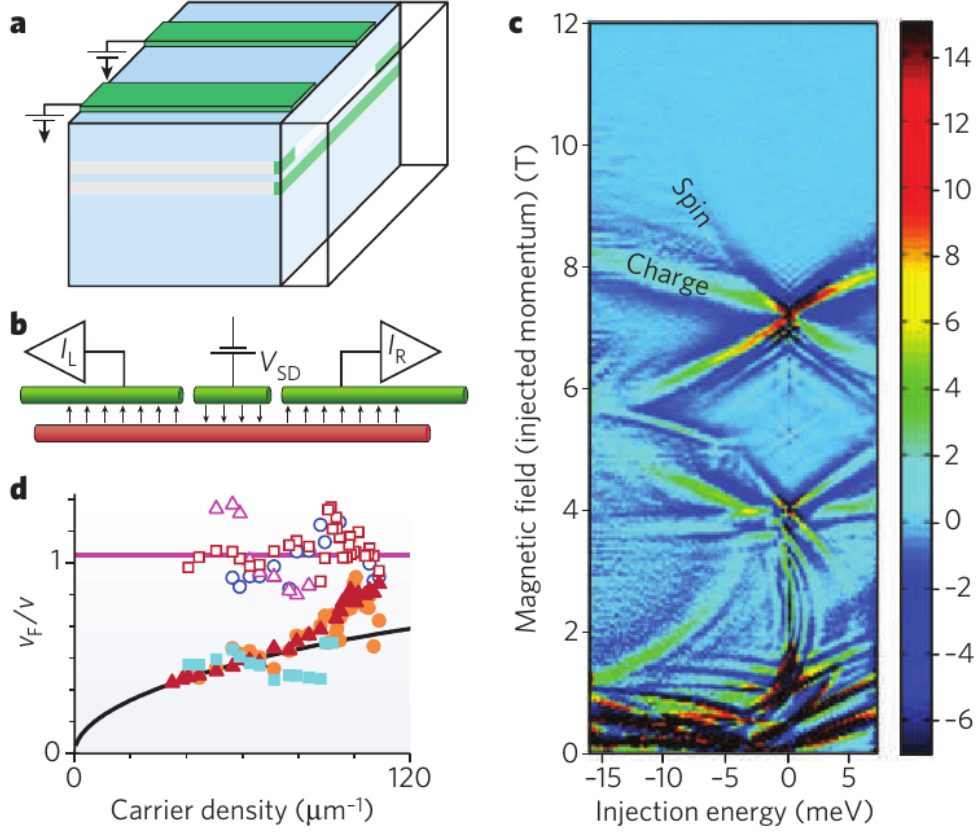 a
b
I_L
V_SD
I_R
d
v_F/v
1
0
0
120
Carrier density (μm⁻¹)
c
Magnetic field (injected momentum) (T)
12
10
8
6
4
2
0
Spin
Charge
-15
-10
-5
0
5
Injection energy (meV)
14
12
10
8
6
4
2
0
-2
-4
-6